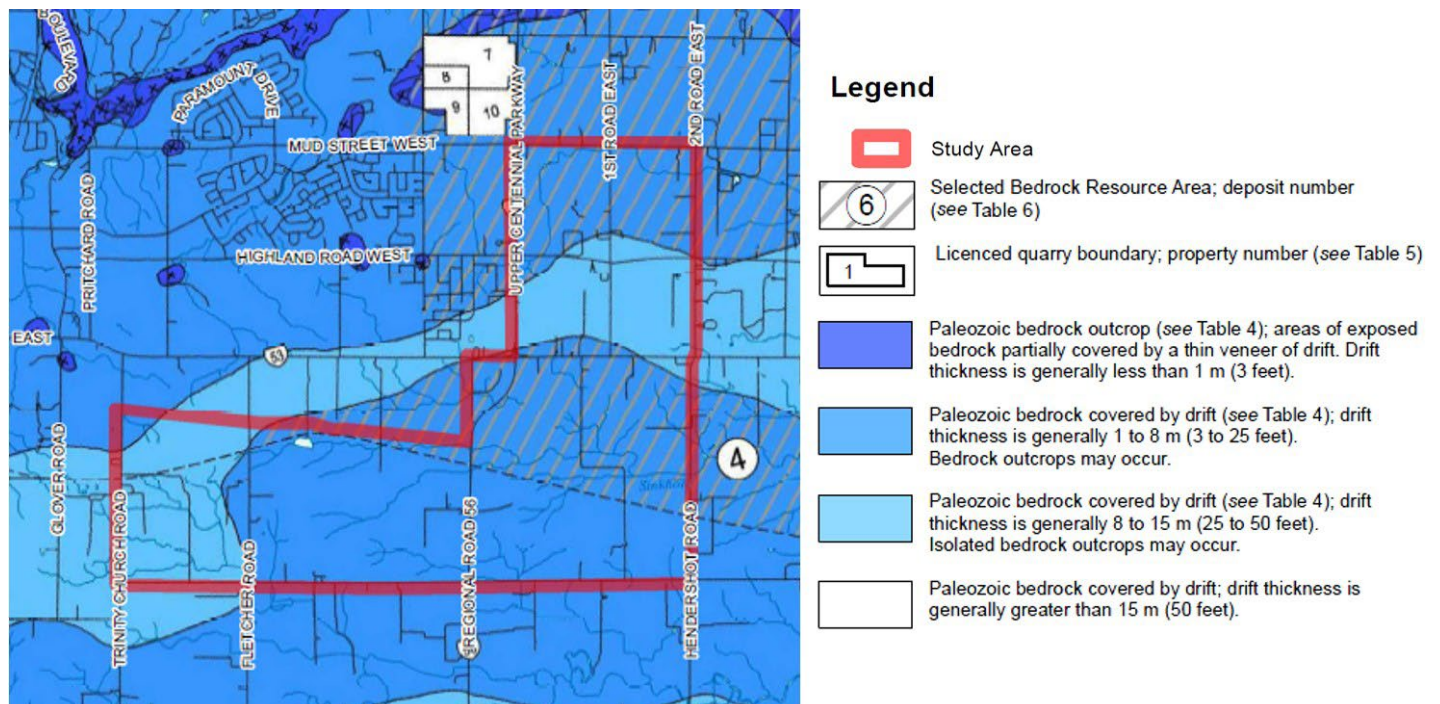 BOULEVARD
PARAMOUNT
DRIVE
7
8
9
10
MUD STREET WEST
UPPER CENTENNIAL PARKWAY
1ST ROAD EAST
2ND ROAD EAST
PRITCHARD ROAD
HIGHLAND ROAD WEST
EAST
53
GLOVER ROAD
4
TRINITY CHURCH ROAD
FLETCHER ROAD
REGIONAL ROAD 56
HENDERSHOT ROAD
Legend
Study Area
6
Selected Bedrock Resource Area; deposit number
(see Table 6)
1
Licenced quarry boundary; property number (see Table 5)
Paleozoic bedrock outcrop (see Table 4); areas of exposed
bedrock partially covered by a thin veneer of drift. Drift
thickness is generally less than 1 m (3 feet).
Paleozoic bedrock covered by drift (see Table 4); drift
thickness is generally 1 to 8 m (3 to 25 feet).
Bedrock outcrops may occur.
Paleozoic bedrock covered by drift (see Table 4); drift
thickness is generally 8 to 15 m (25 to 50 feet).
Isolated bedrock outcrops may occur.
Paleozoic bedrock covered by drift; drift thickness is
generally greater than 15 m (50 feet).